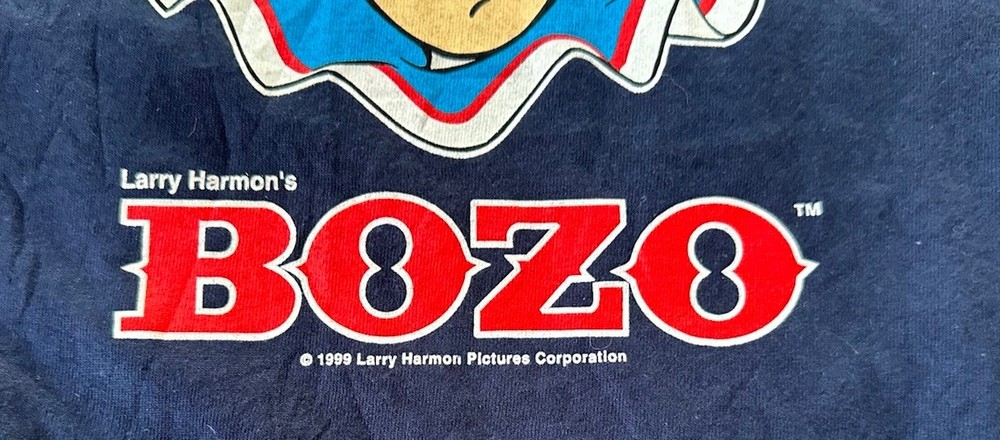 Larry Harmon's
BOZO™
© 1999 Larry Harmon Pictures Corporation